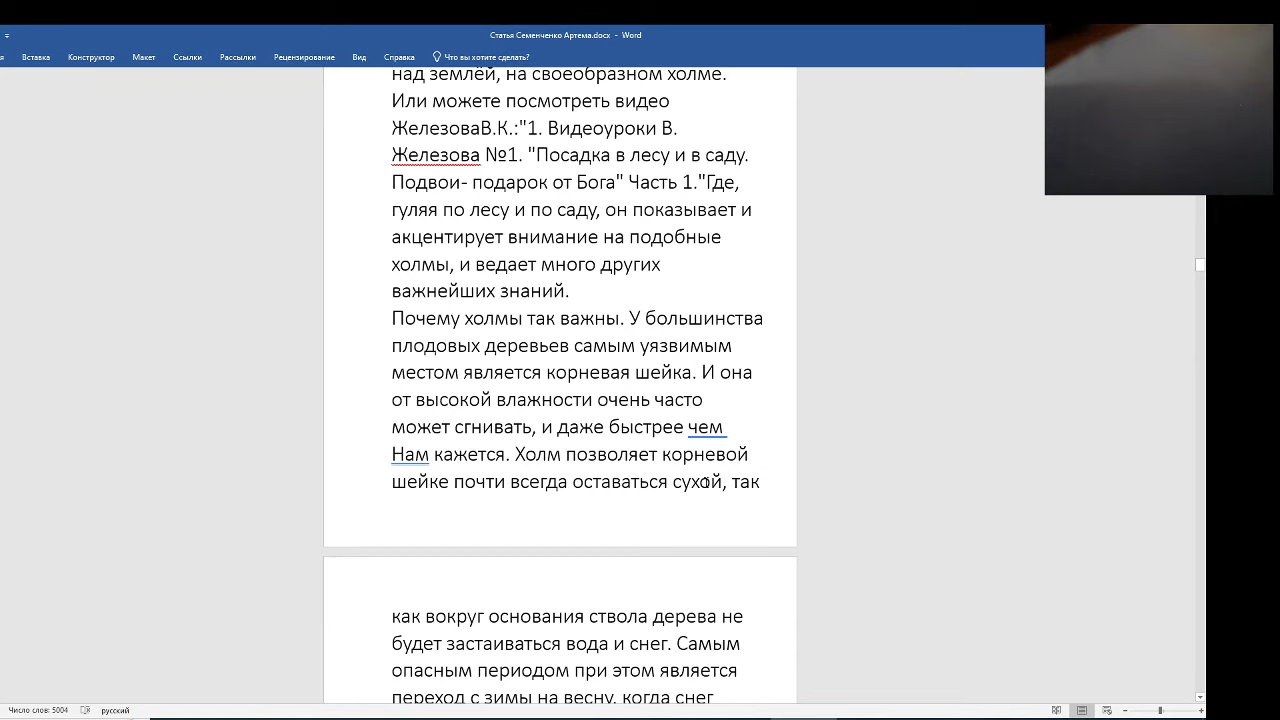 Статья Семенченко Артема.docx - Word
я Вставка Конструктор Макет Ссылки Рассылки Рецензирование Вид Справка Что вы хотите сделать?
над землёй, на своеобразном холме.
Или можете посмотреть видео
ЖелезоваВ.К.:"1. Видеоуроки В.
Железова №1. "Посадка в лесу и в саду.
Подвои- подарок от Бога" Часть 1."Где,
гуляя по лесу и по саду, он показывает и
акцентирует внимание на подобные
холмы, и ведает много других
важнейших знаний.
Почему холмы так важны. У большинства
плодовых деревьев самым уязвимым
местом является корневая шейка. И она
от высокой влажности очень часто
может сгнивать, и даже быстрее чем
Нам кажется. Холм позволяет корневой
шейке почти всегда оставаться сухой, так
как вокруг основания ствола дерева не
будет застаиваться вода и снег. Самым
опасным периодом при этом является
переход с зимы на весну, когда снег
Число слов: 5004 русский